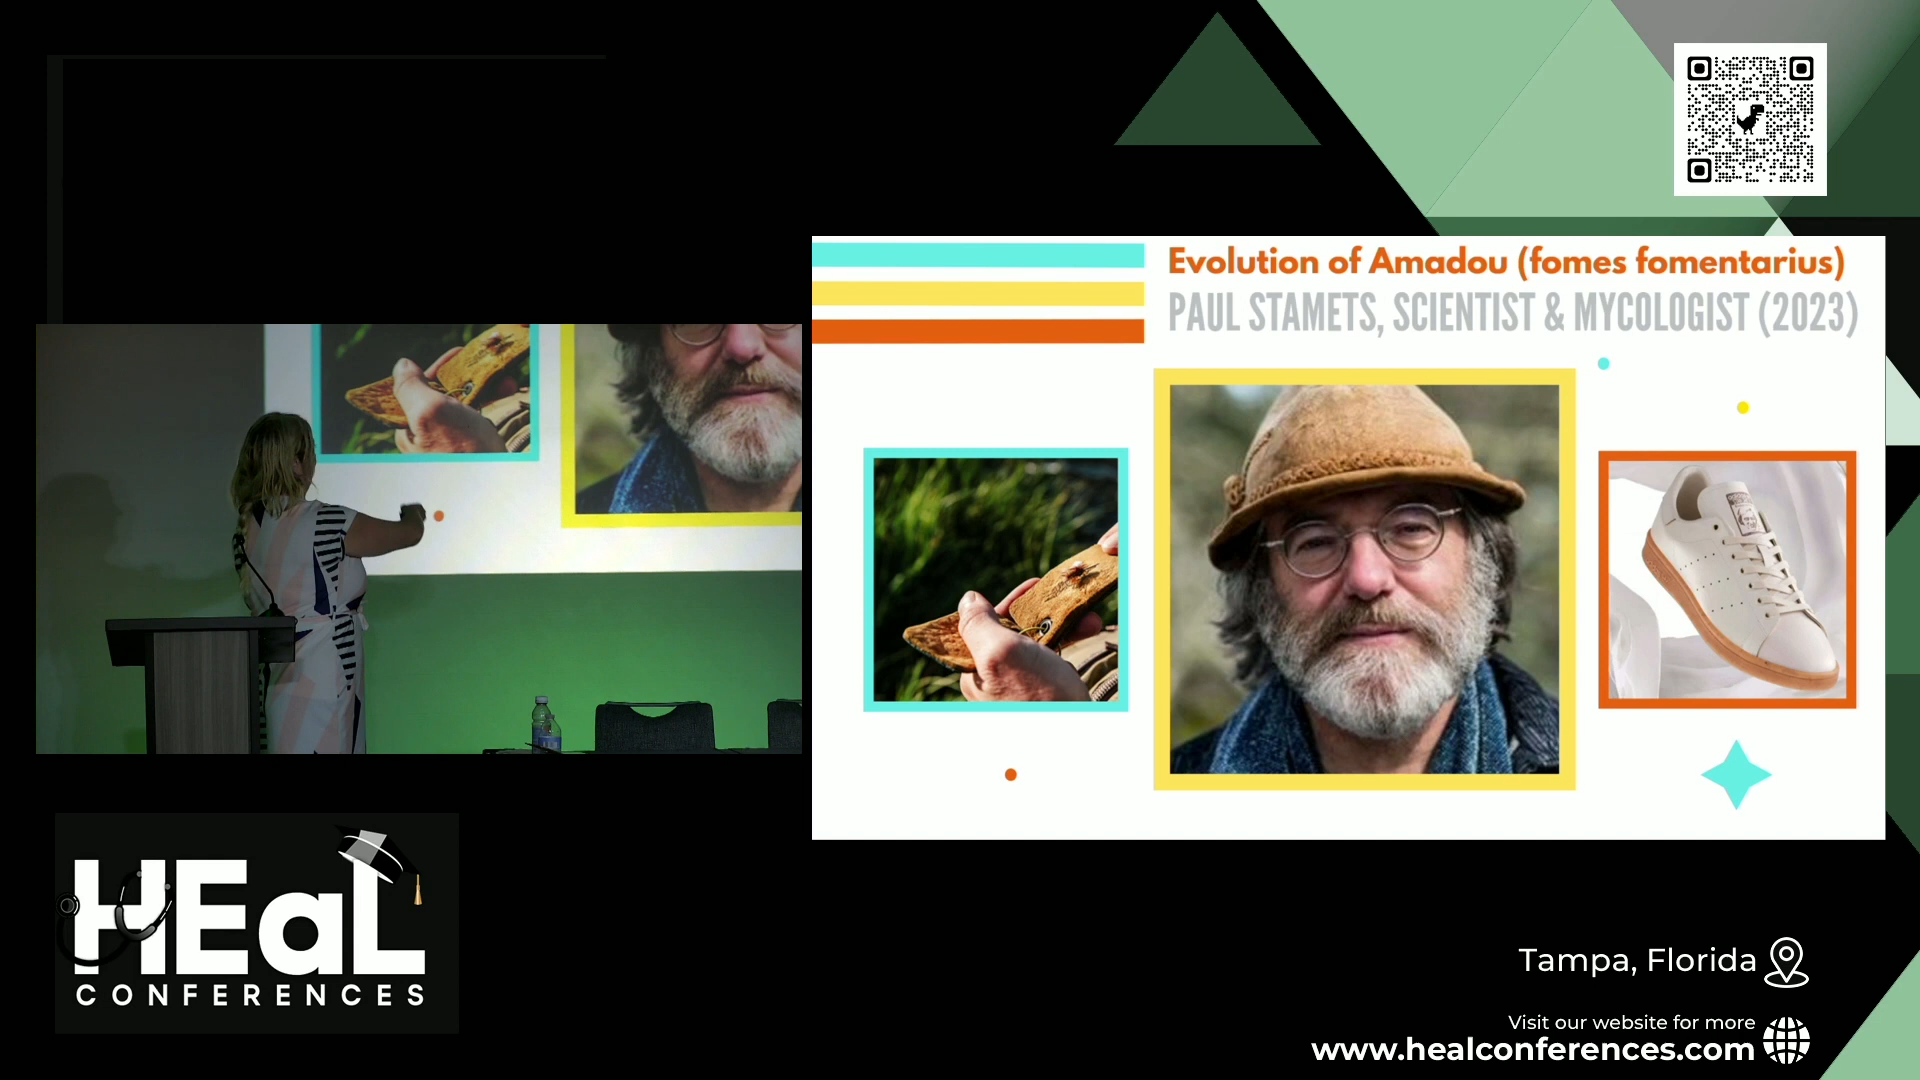 Evolution of Amadou (fomes fomentarius)
PAUL STAMETS, SCIENTIST & MYCOLOGIST (2023)
HEaL
CONFERENCES
Tampa, Florida
Visit our website for more
www.healconferences.com